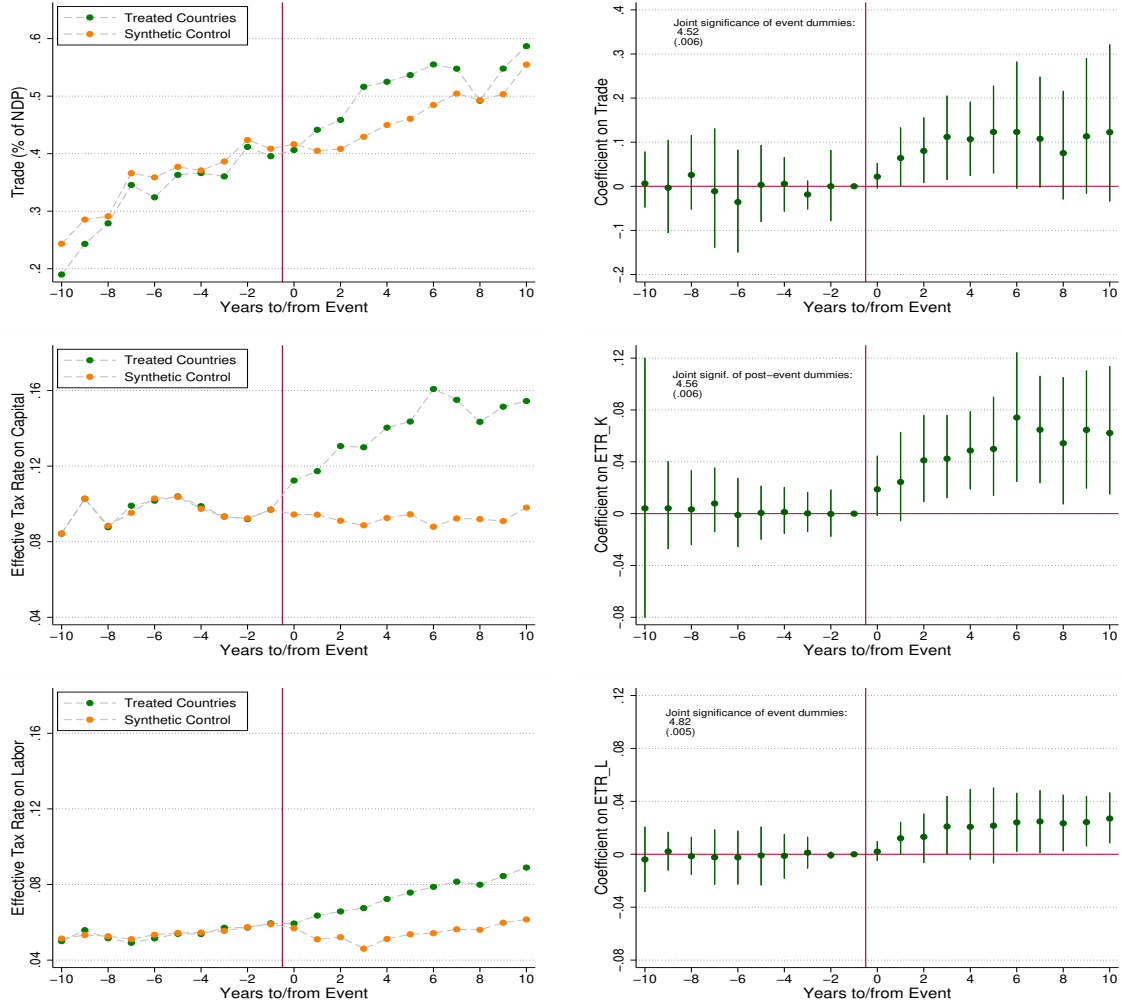 Treated Countries
Synthetic Control
Trade (% of NDP)
.6
.5
.4
.3
.2
−10 −8 −6 −4 −2 0 2 4 6 8 10
Years to/from Event
Joint significance of event dummies:
4.52
(.006)
Coefficient on Trade
.4
.3
.2
.1
0
−.1
−.2
−10 −8 −6 −4 −2 0 2 4 6 8 10
Years to/from Event
Treated Countries
Synthetic Control
Effective Tax Rate on Capital
.16
.12
.08
.04
−10 −8 −6 −4 −2 0 2 4 6 8 10
Years to/from Event
Joint signif. of post−event dummies:
4.56
(.006)
Coefficient on ETR_K
.12
.08
.04
0
−.04
−.08
−10 −8 −6 −4 −2 0 2 4 6 8 10
Years to/from Event
Treated Countries
Synthetic Control
Effective Tax Rate on Labor
.16
.12
.08
.04
−10 −8 −6 −4 −2 0 2 4 6 8 10
Years to/from Event
Joint significance of event dummies:
4.82
(.005)
Coefficient on ETR_L
.12
.08
.04
0
−.04
−.08
−10 −8 −6 −4 −2 0 2 4 6 8 10
Years to/from Event